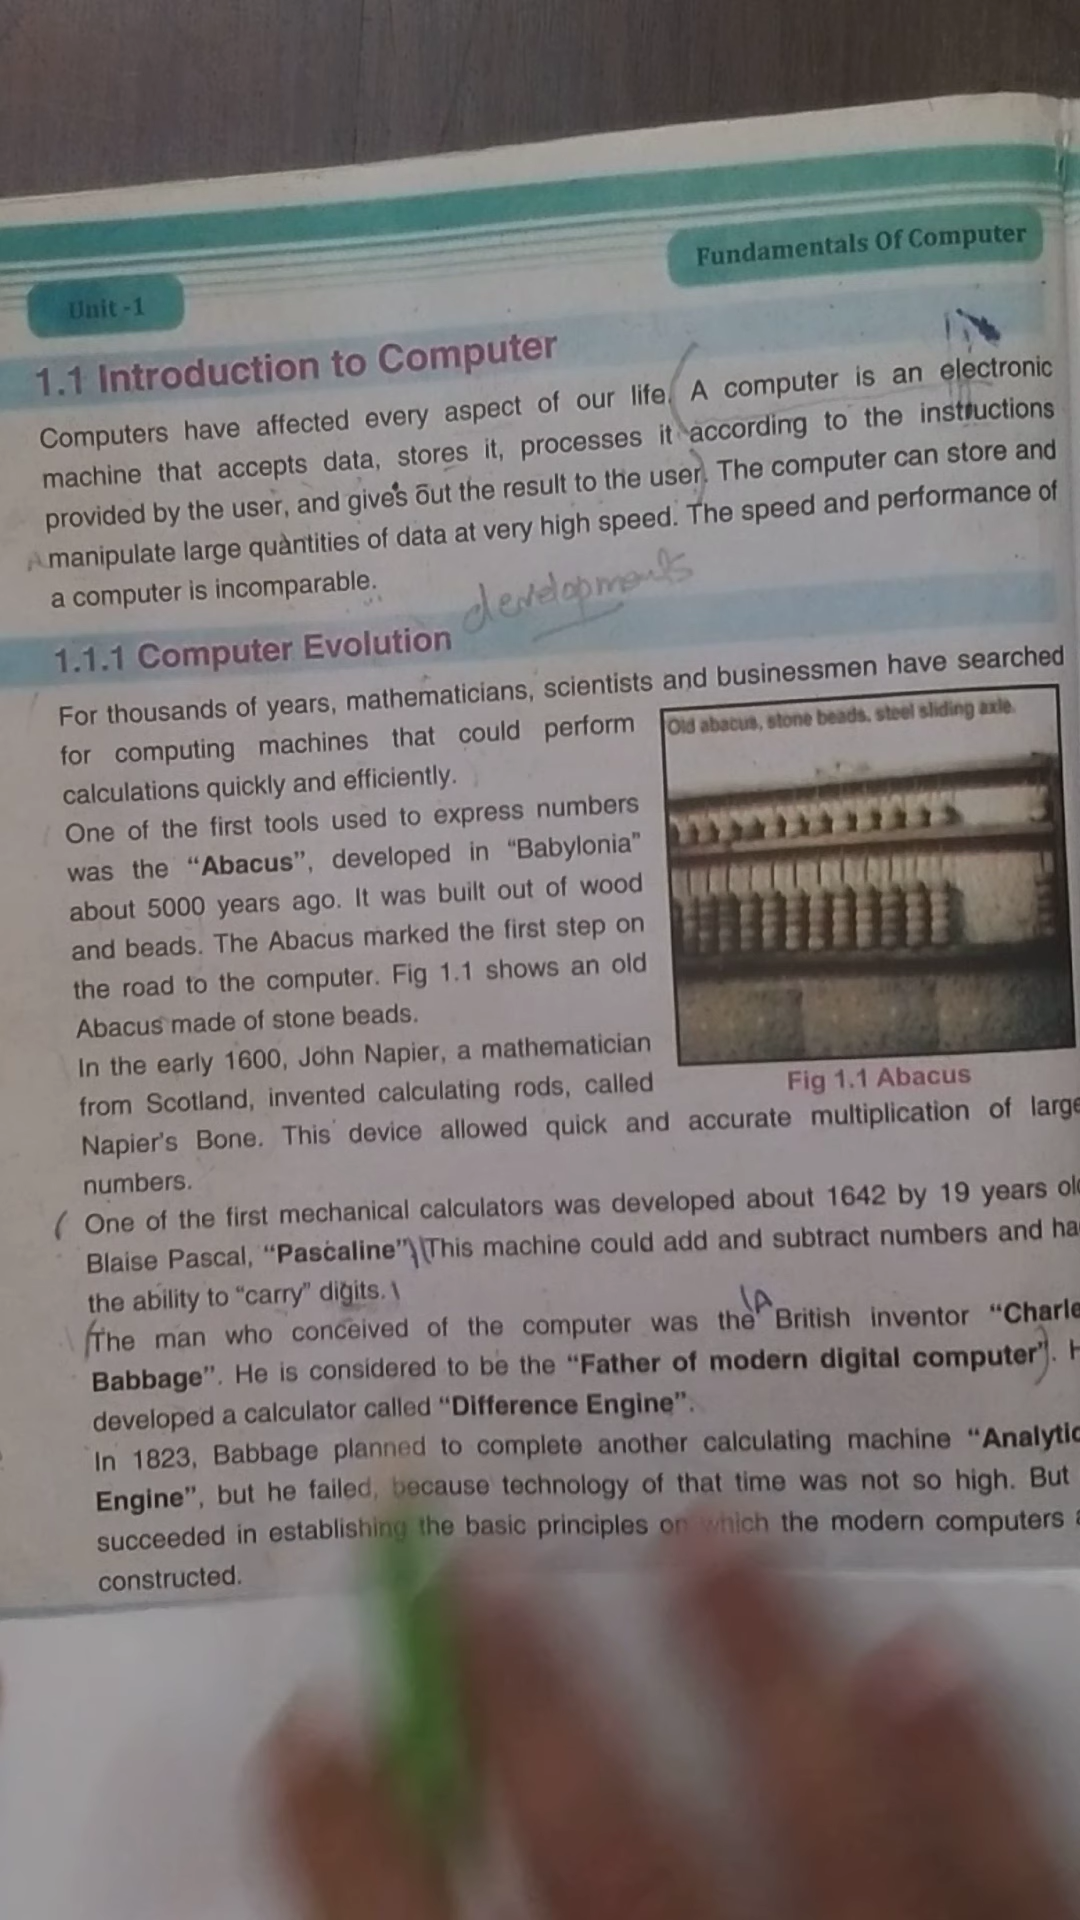 Fundamentals Of Computer
Unit -1
1.1 Introduction to Computer
Computers have affected every aspect of our life. A computer is an electronic
machine that accepts data, stores it, processes it according to the instructions
provided by the user, and gives out the result to the user. The computer can store and
manipulate large quantities of data at very high speed. The speed and performance of
a computer is incomparable.
developments
1.1.1 Computer Evolution
For thousands of years, mathematicians, scientists and businessmen have searched
for computing machines that could perform
calculations quickly and efficiently.
One of the first tools used to express numbers
was the “Abacus”, developed in “Babylonia”
about 5000 years ago. It was built out of wood
and beads. The Abacus marked the first step on
the road to the computer. Fig 1.1 shows an old
Abacus made of stone beads.
Old abacus, stone beads, steel sliding axle.
Fig 1.1 Abacus
In the early 1600, John Napier, a mathematician
from Scotland, invented calculating rods, called
Napier's Bone. This device allowed quick and accurate multiplication of large
numbers.
One of the first mechanical calculators was developed about 1642 by 19 years
Blaise Pascal, “Pascaline” This machine could add and subtract numbers and
the ability to “carry” digits.
The man who conceived of the computer was the British inventor
Babbage”. He is considered to be the “Father of modern digital computer”.
developed a calculator called “Difference Engine”.
In 1823, Babbage planned to complete another calculating machine
Engine”, but he failed, because technology of that time was not so high. But
succeeded in establishing the basic principles on which the modern computers
constructed.